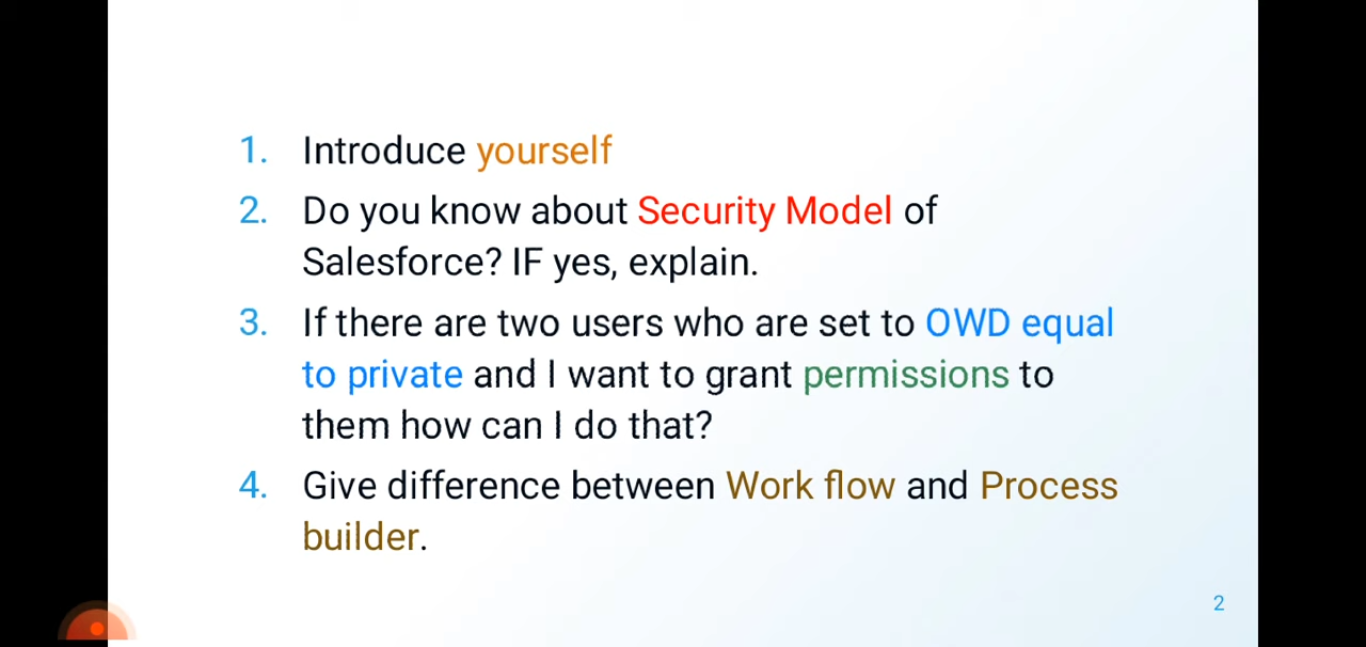 1. Introduce yourself
2. Do you know about Security Model of
Salesforce? IF yes, explain.
3. If there are two users who are set to OWD equal
to private and I want to grant permissions to
them how can I do that?
4. Give difference between Work flow and Process
builder.
2